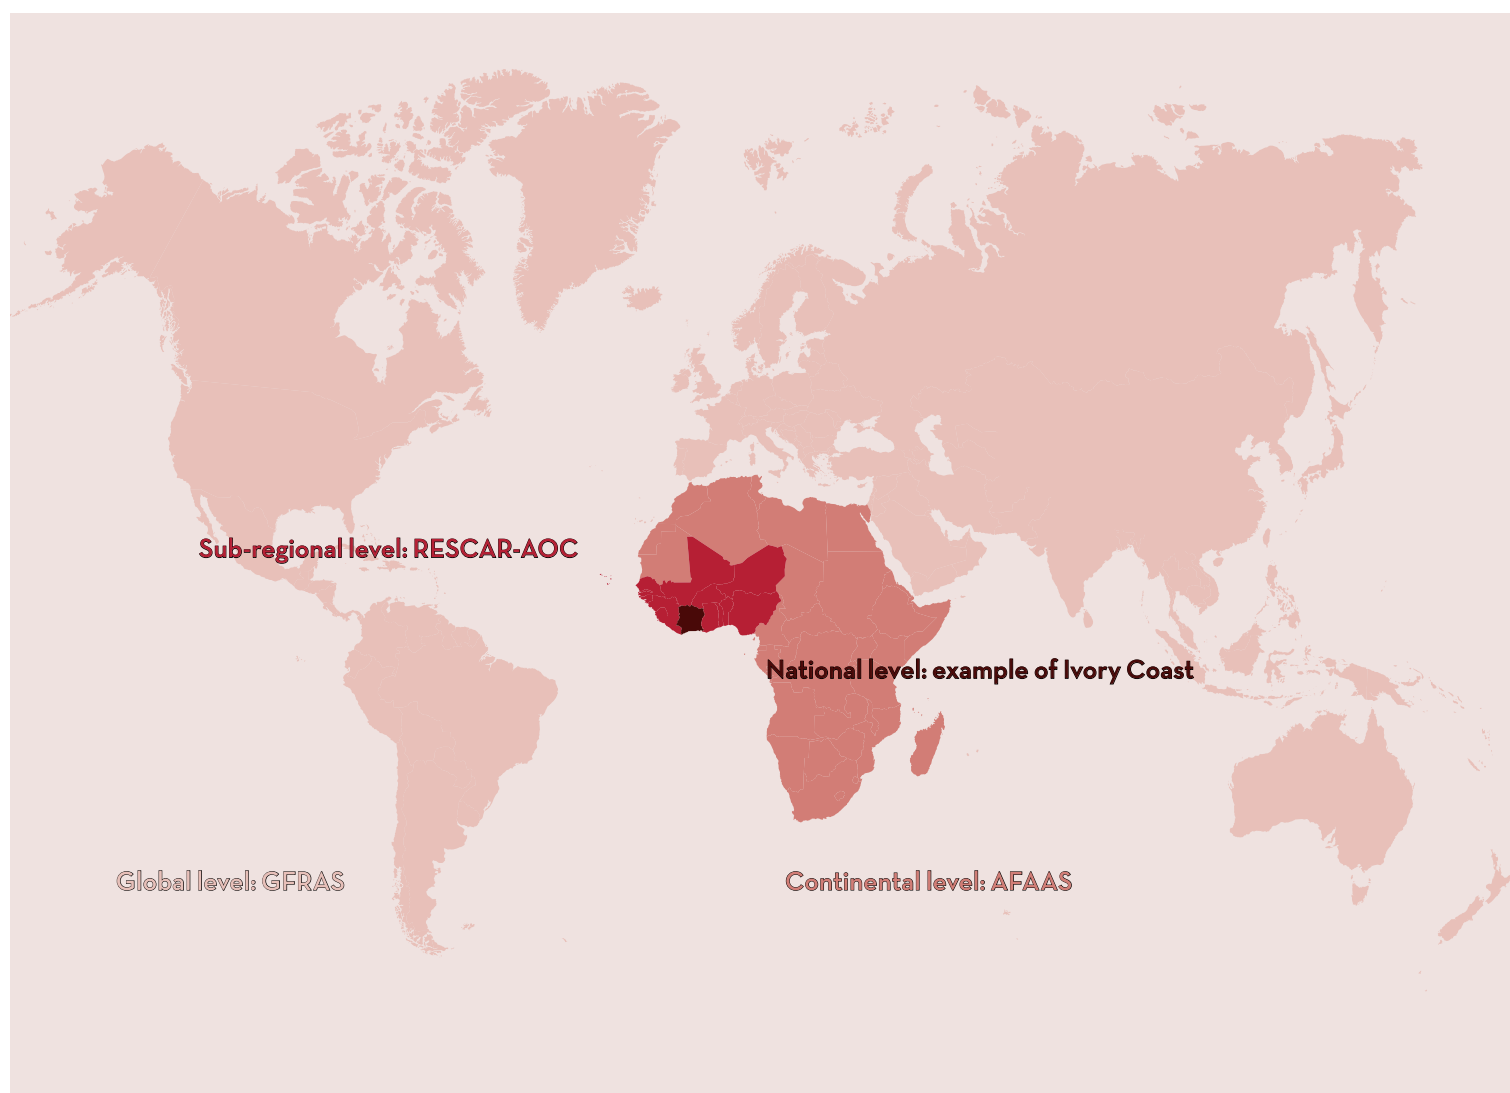 Sub-regional level: RESCAR-AOC
National level: example of Ivory Coast
Global level: GFRAS
Continental level: AFAAS